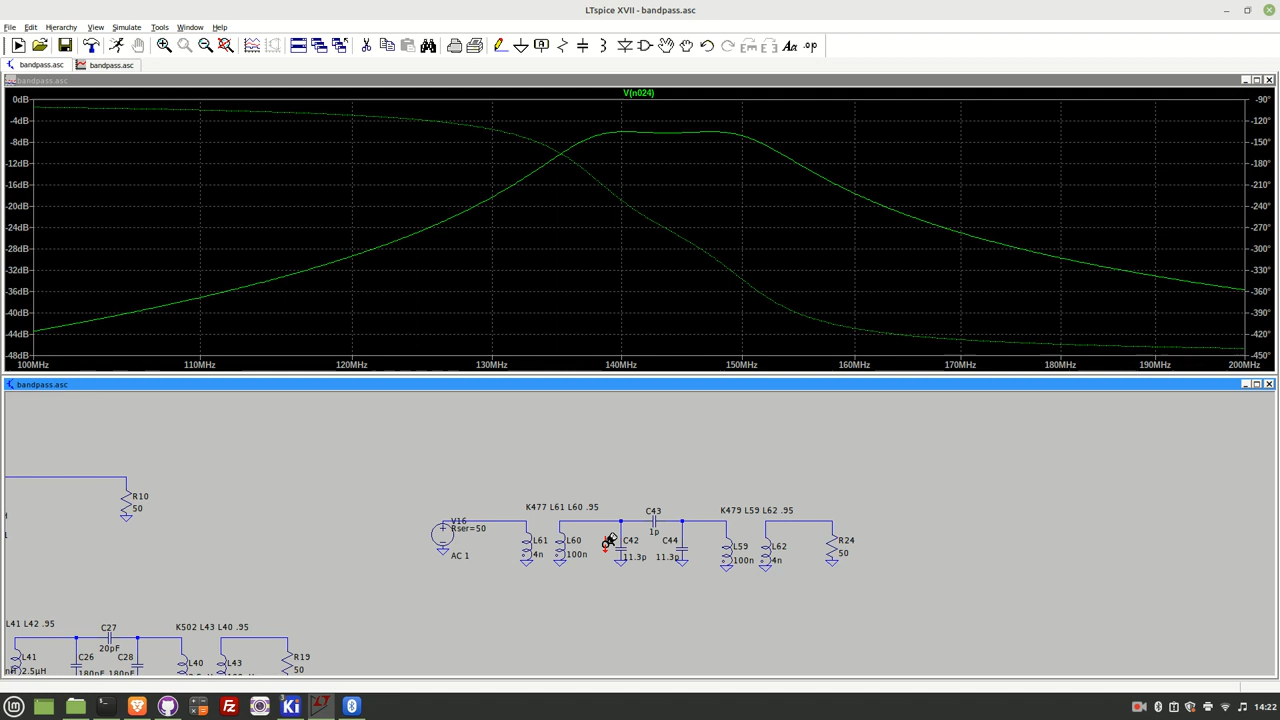 LTspice XVII - bandpass.asc
File Edit Hierarchy View Simulate Tools Window Help
bandpass.asc bandpass.asc
bandpass.asc
V(n024)
0dB -90°
-4dB -120°
-8dB -150°
-12dB -180°
-16dB -210°
-20dB -240°
-24dB -270°
-28dB -300°
-32dB -330°
-36dB -360°
-40dB -390°
-44dB -420°
-48dB -450°
100MHz 110MHz 120MHz 130MHz 140MHz 150MHz 160MHz 170MHz 180MHz 190MHz 200MHz
bandpass.asc
R10
50
K477 L61 L60 .95
C43
1p
K479 L59 L62 .95
V16
Rser=50
AC 1
L61
4n
L60
100n
C42
11.3p
C44
11.3p
L59
100n
L62
4n
R24
50
L41 L42 .95
C27
20pF
K502 L43 L40 .95
L41
2.5µH
C26
180pF
C28
180pF
L40
L43
R19
50
14:22